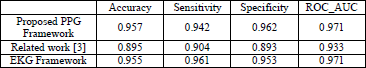 Accuracy Sensitivity Specificity ROC_AUC
Proposed PPG Framework 0.957 0.942 0.962 0.971
Related work [3] 0.895 0.904 0.893 0.933
EKG Framework 0.955 0.961 0.953 0.971